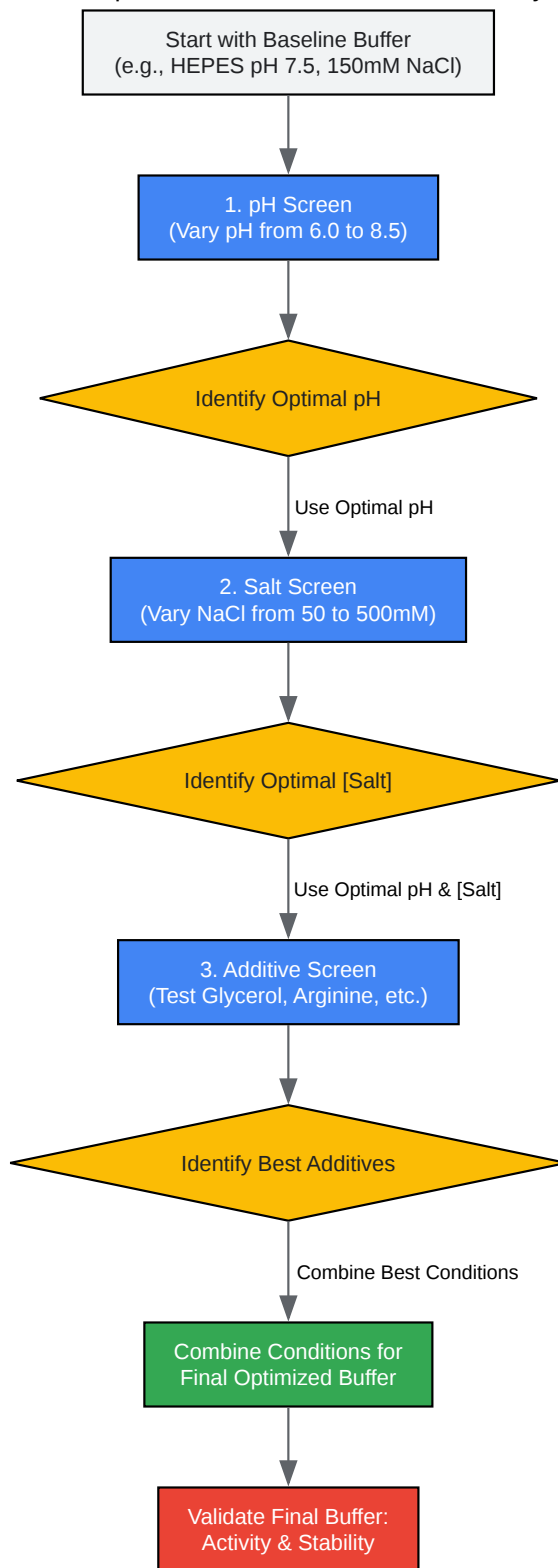 Start with Baseline Buffer
(e.g., HEPES pH 7.5, 150mM NaCl)
1. pH Screen
(Vary pH from 6.0 to 8.5)
Identify Optimal pH
Use Optimal pH
2. Salt Screen
(Vary NaCl from 50 to 500mM)
Identify Optimal [Salt]
Use Optimal pH & [Salt]
3. Additive Screen
(Test Glycerol, Arginine, etc.)
Identify Best Additives
Combine Best Conditions
Combine Conditions for
Final Optimized Buffer
Validate Final Buffer:
Activity & Stability